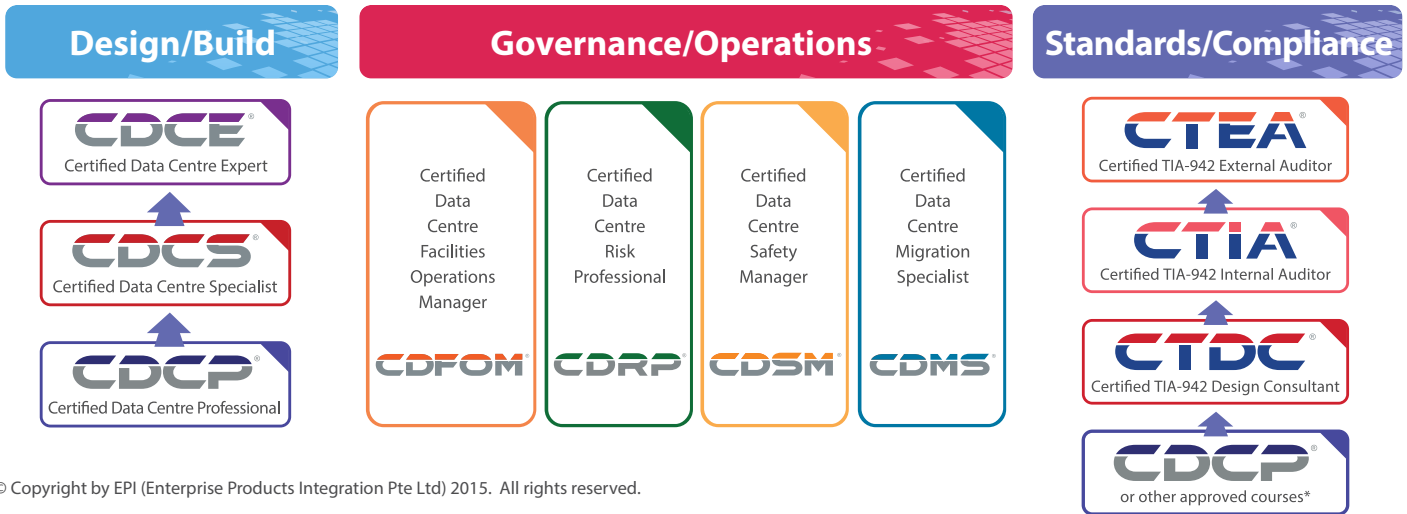 Design/Build
CDCE®
Certified Data Centre Expert
CDCS®
Certified Data Centre Specialist
CDCP®
Certified Data Centre Professional
Governance/Operations
Certified
Data
Centre
Facilities
Operations
Manager
CDFOM®
Certified
Data
Centre
Risk
Professional
CDRP®
Certified
Data
Centre
Safety
Manager
CDSM®
Certified
Data
Centre
Migration
Specialist
CDMS®
Standards/Compliance
CTEA®
Certified TIA-942 External Auditor
CTIA®
Certified TIA-942 Internal Auditor
CTDC®
Certified TIA-942 Design Consultant
CDCP®
or other approved courses*
© Copyright by EPI (Enterprise Products Integration Pte Ltd) 2015. All rights reserved.